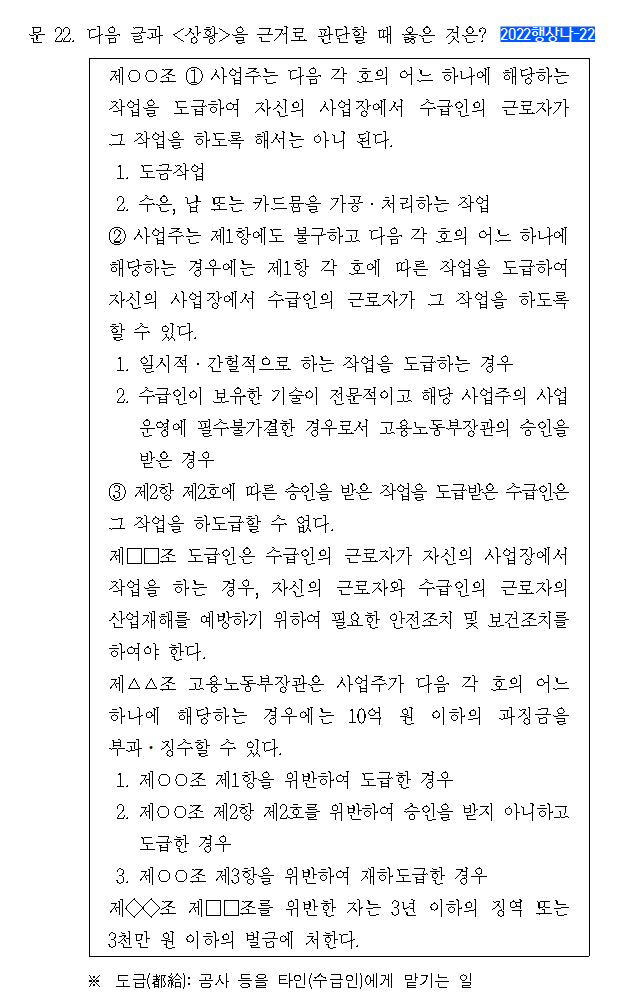 문 22. 다음 글과 <상황>을 근거로 판단할 때 옳은 것은? 2022행상나-22
제○○조 ① 사업주는 다음 각 호의 어느 하나에 해당하는
작업을 도급하여 자신의 사업장에서 수급인의 근로자가
그 작업을 하도록 해서는 아니 된다.
1. 도금작업
2. 수은, 납 또는 카드뮴을 가공·처리하는 작업
② 사업주는 제1항에도 불구하고 다음 각 호의 어느 하나에
해당하는 경우에는 제1항 각 호에 따른 작업을 도급하여
자신의 사업장에서 수급인의 근로자가 그 작업을 하도록
할 수 있다.
1. 일시적·간헐적으로 하는 작업을 도급하는 경우
2. 수급인이 보유한 기술이 전문적이고 해당 사업주의 사업
운영에 필수불가결한 경우로서 고용노동부장관의 승인을
받은 경우
③ 제2항 제2호에 따른 승인을 받은 작업을 도급받은 수급인은
그 작업을 하도급할 수 없다.
제□□조 도급인은 수급인의 근로자가 자신의 사업장에서
작업을 하는 경우, 자신의 근로자와 수급인의 근로자의
산업재해를 예방하기 위하여 필요한 안전조치 및 보건조치를
하여야 한다.
제△△조 고용노동부장관은 사업주가 다음 각 호의 어느
하나에 해당하는 경우에는 10억 원 이하의 과징금을
부과·징수할 수 있다.
1. 제○○조 제1항을 위반하여 도급한 경우
2. 제○○조 제2항 제2호를 위반하여 승인을 받지 아니하고
도급한 경우
3. 제○○조 제3항을 위반하여 재하도급한 경우
제◇◇조 제□□조를 위반한 자는 3년 이하의 징역 또는
3천만 원 이하의 벌금에 처한다.
※ 도급(都給): 공사 등을 타인(수급인)에게 맡기는 일